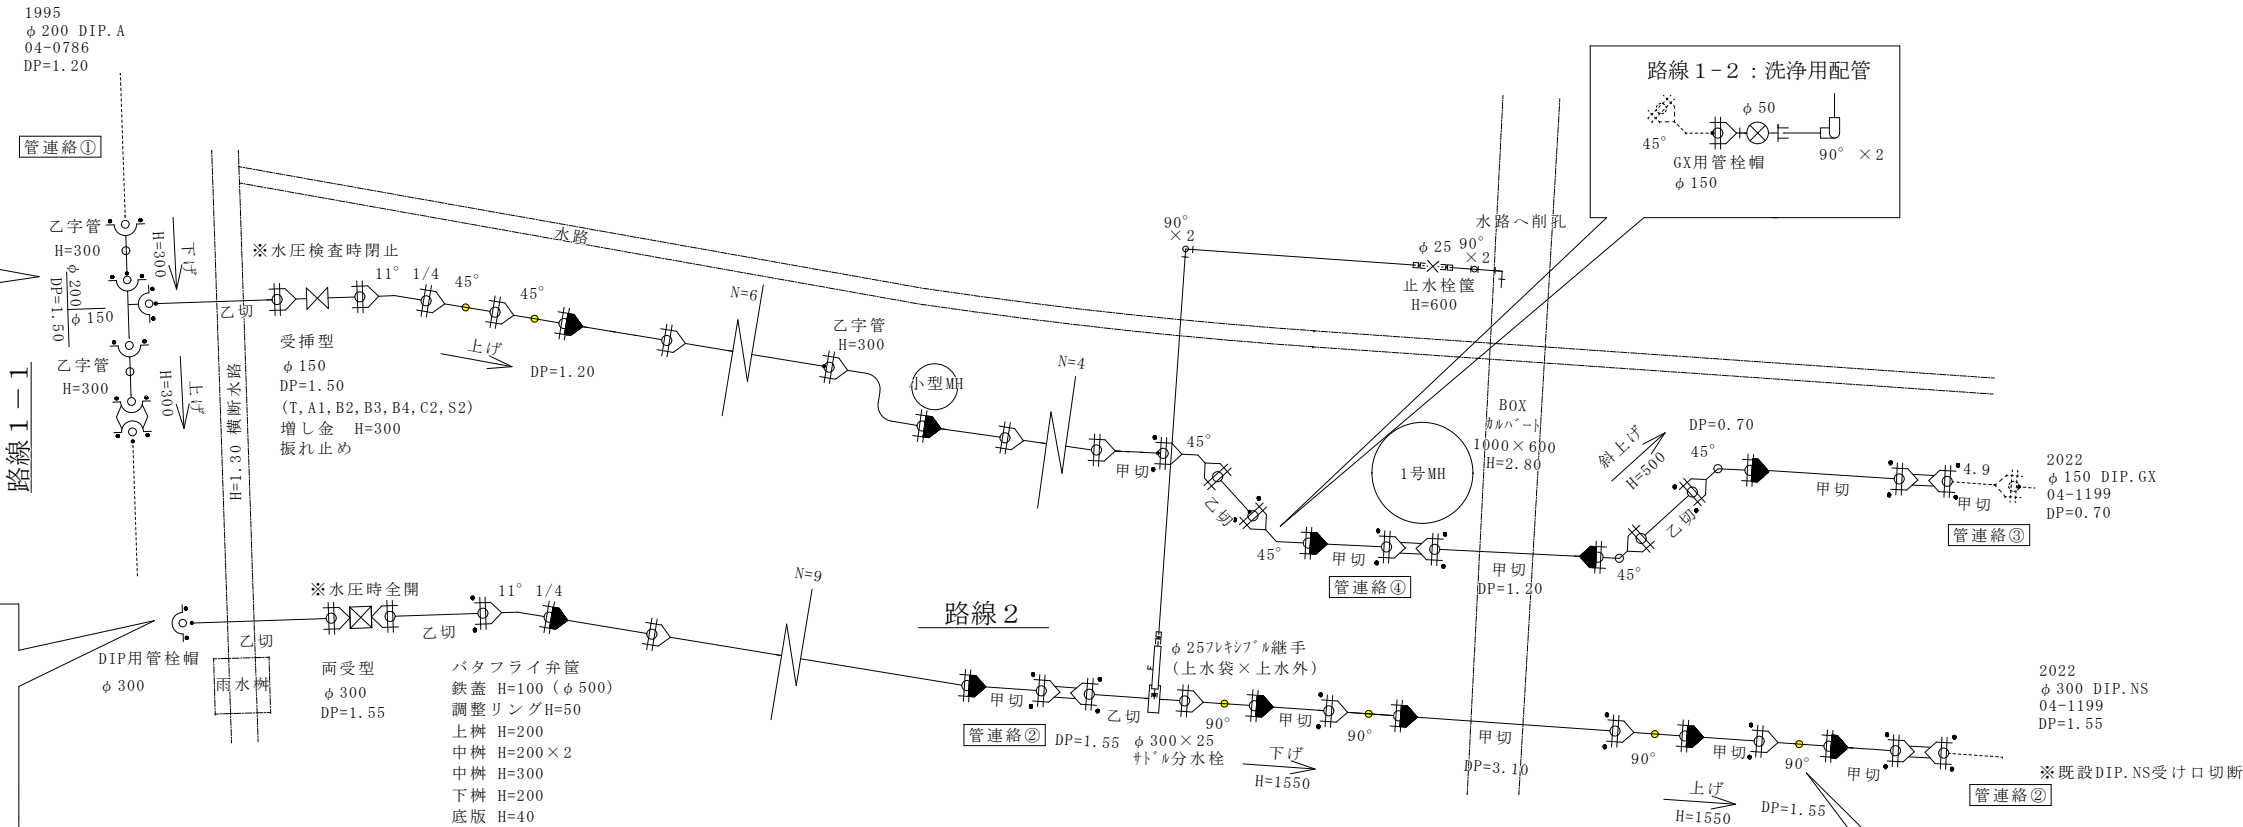 1995
φ200 DIP.A
04-0786
DP=1.20
管連絡①
乙字管
H=300
下げ
H=300
φ200
φ150
DP=1.50
乙字管
H=300
上げ
H=300
路線1-1
H=1.30 横断水路
水路
※水圧検査時閉止
乙切
11° 1/4
45°
45°
受挿型
φ150
DP=1.50
(T,A1,B2,B3,B4,C2,S2)
増し金 H=300
振れ止め
上げ
DP=1.20
N=6
乙字管
H=300
小型MH
N=4
甲切
45°
乙切
45°
90°
×2
φ25
90°
×2
水路へ削孔
止水栓筺
H=600
路線1-2：洗浄用配管
φ50
45°
GX用管栓帽
φ150
90° ×2
1号MH
BOX
ｶﾙﾊﾞｰﾄ
1000×600
H=2.80
甲切
管連絡④
甲切
DP=1.20
45°
乙切
斜上げ
H=500
45°
DP=0.70
甲切
4.9
甲切
2022
φ150 DIP.GX
04-1199
DP=0.70
管連絡③
DIP用管栓帽
φ300
乙切
雨水桝
※水圧時全開
乙切
11° 1/4
両受型
φ300
DP=1.55
バタフライ弁筐
鉄蓋 H=100 (φ500)
調整リングH=50
上桝 H=200
中桝 H=200×2
中桝 H=300
下桝 H=200
底版 H=40
N=9
路線2
甲切
管連絡②
DP=1.55
乙切
φ25ﾌﾚｷｼﾌﾞﾙ継手
(上水袋×上水外)
φ300×25
ｻﾄﾞﾙ分水栓
90°
甲切
90°
下げ
H=1550
甲切
DP=3.10
90°
甲切
90°
上げ
H=1550
DP=1.55
甲切
2022
φ300 DIP.NS
04-1199
DP=1.55
※既設DIP.NS受け口切断
管連絡②